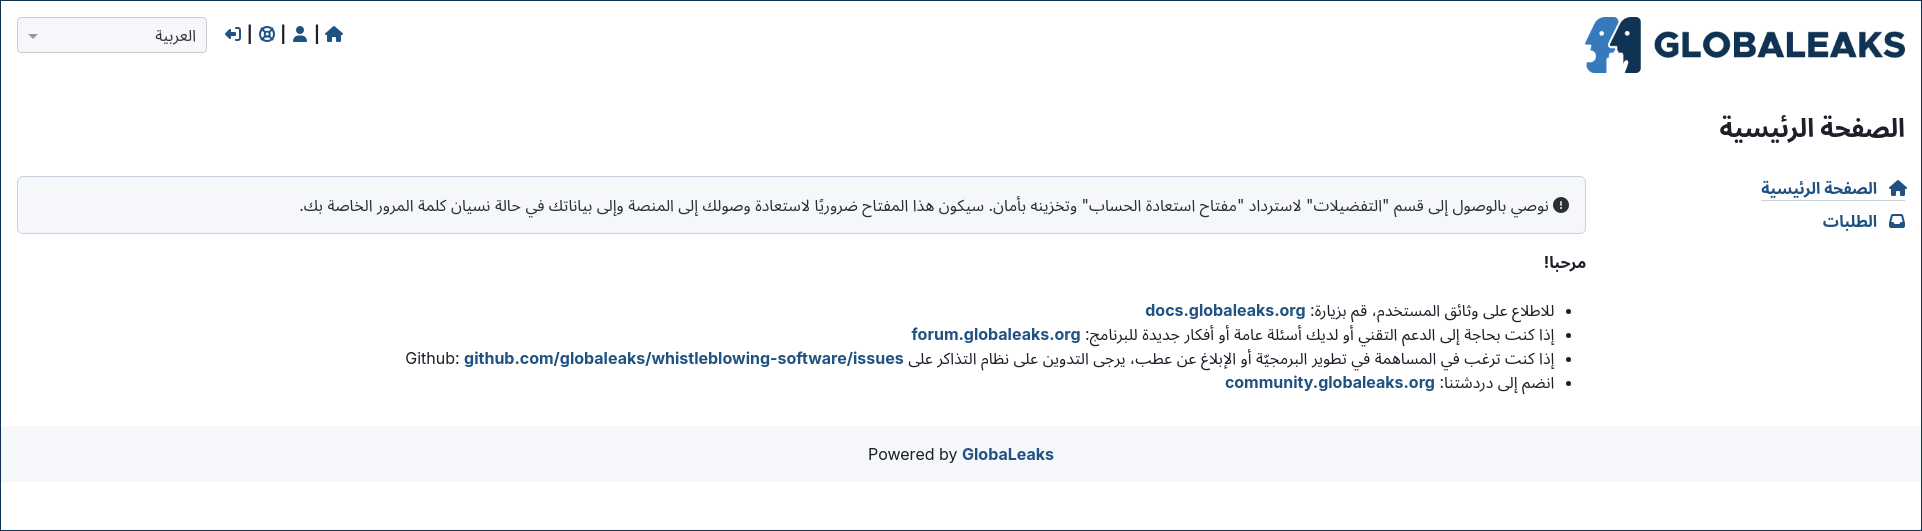 GLOBALEAKS
العربية
الصفحة الرئيسية
الصفحة الرئيسية
الطلبات
نوصي بالوصول إلى قسم "التفضيلات" لاسترداد "مفتاح استعادة الحساب" وتخزينه بأمان. سيكون هذا المفتاح ضروريًا لاستعادة وصولك إلى المنصة وإلى بياناتك في حالة نسيان كلمة المرور الخاصة بك.
مرحبا!
للاطلاع على وثائق المستخدم، قم بزيارة: docs.globaleaks.org
إذا كنت بحاجة إلى الدعم التقني أو لديك أسئلة عامة أو أفكار جديدة للبرنامج: forum.globaleaks.org
إذا كنت ترغب في المساهمة في تطوير البرمجيّة أو الإبلاغ عن عطب، يرجى التدوين على نظام التذاكر على Github: github.com/globaleaks/whistleblowing-software/issues
انضم إلى دردشتنا: community.globaleaks.org
Powered by GlobaLeaks